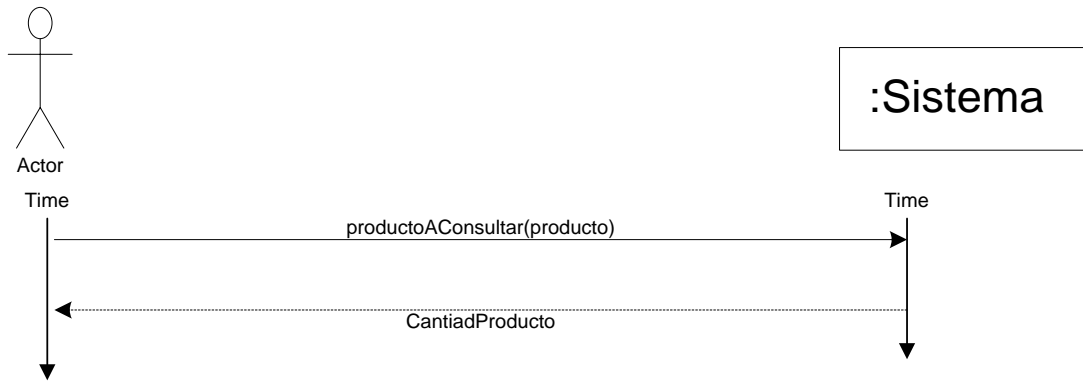 :Sistema
Actor
Time
Time
productoAConsultar(producto)
CantiadProducto